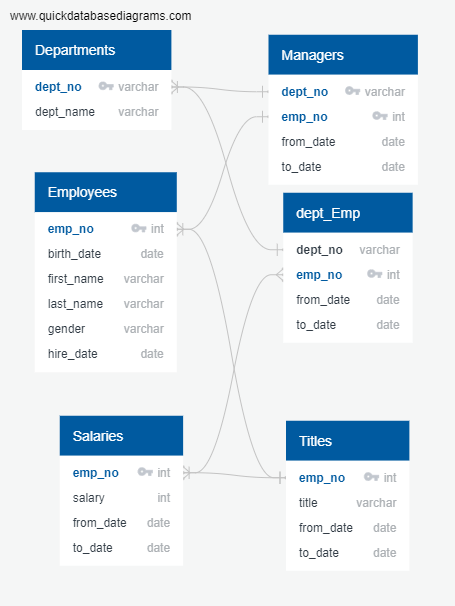 www.quickdatabasediagrams.com
Departments
dept_no varchar
dept_name varchar
Managers
dept_no varchar
emp_no int
from_date date
to_date date
Employees
emp_no int
birth_date date
first_name varchar
last_name varchar
gender varchar
hire_date date
dept_Emp
dept_no varchar
emp_no int
from_date date
to_date date
Salaries
emp_no int
salary int
from_date date
to_date date
Titles
emp_no int
title varchar
from_date date
to_date date